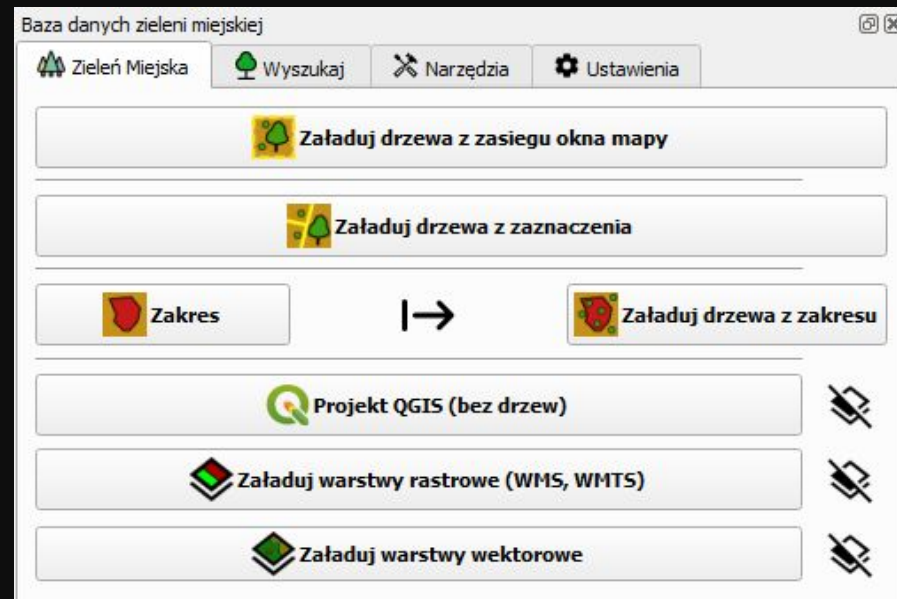 Baza danych zieleni miejskiej
Zieleń Miejska Wyszukaj Narzędzia Ustawienia
Załaduj drzewa z zasiegu okna mapy
Załaduj drzewa z zaznaczenia
Zakres Załaduj drzewa z zakresu
Projekt QGIS (bez drzew)
Załaduj warstwy rastrowe (WMS, WMTS)
Załaduj warstwy wektorowe